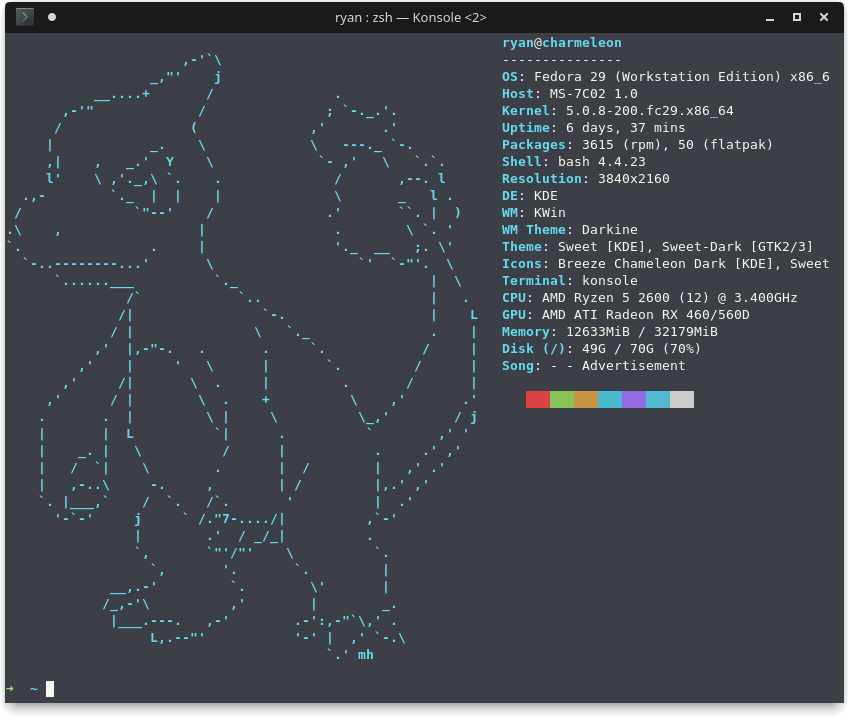 ryan : zsh — Konsole <2>
ryan@charmeleon
---------------
OS: Fedora 29 (Workstation Edition) x86_6
Host: MS-7C02 1.0
Kernel: 5.0.8-200.fc29.x86_64
Uptime: 6 days, 37 mins
Packages: 3615 (rpm), 50 (flatpak)
Shell: bash 4.4.23
Resolution: 3840x2160
DE: KDE
WM: KWin
WM Theme: Darkine
Theme: Sweet [KDE], Sweet-Dark [GTK2/3]
Icons: Breeze Chameleon Dark [KDE], Sweet
Terminal: konsole
CPU: AMD Ryzen 5 2600 (12) @ 3.400GHz
GPU: AMD ATI Radeon RX 460/560D
Memory: 12633MiB / 32179MiB
Disk (/): 49G / 70G (70%)
Song: - - Advertisement
mh
➜ ~